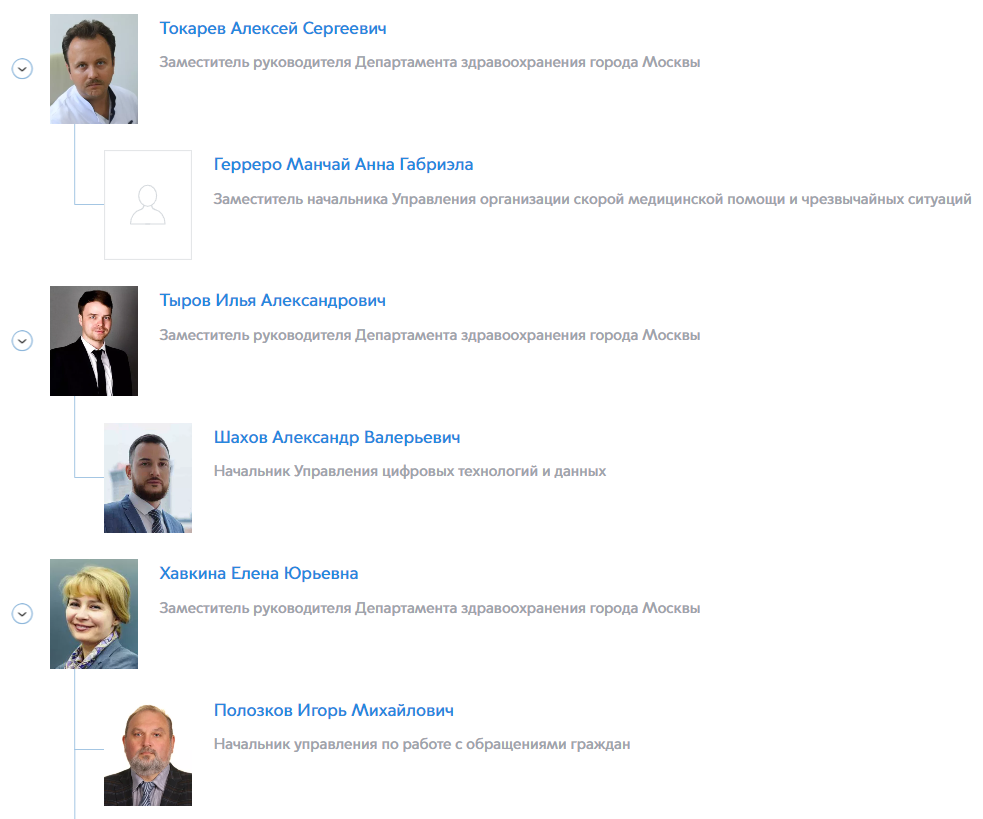 Токарев Алексей Сергеевич
Заместитель руководителя Департамента здравоохранения города Москвы
Герреро Манчай Анна Габриэла
Заместитель начальника Управления организации скорой медицинской помощи и чрезвычайных ситуаций
Тыров Илья Александрович
Заместитель руководителя Департамента здравоохранения города Москвы
Шахов Александр Валерьевич
Начальник Управления цифровых технологий и данных
Хавкина Елена Юрьевна
Заместитель руководителя Департамента здравоохранения города Москвы
Полозков Игорь Михайлович
Начальник управления по работе с обращениями граждан